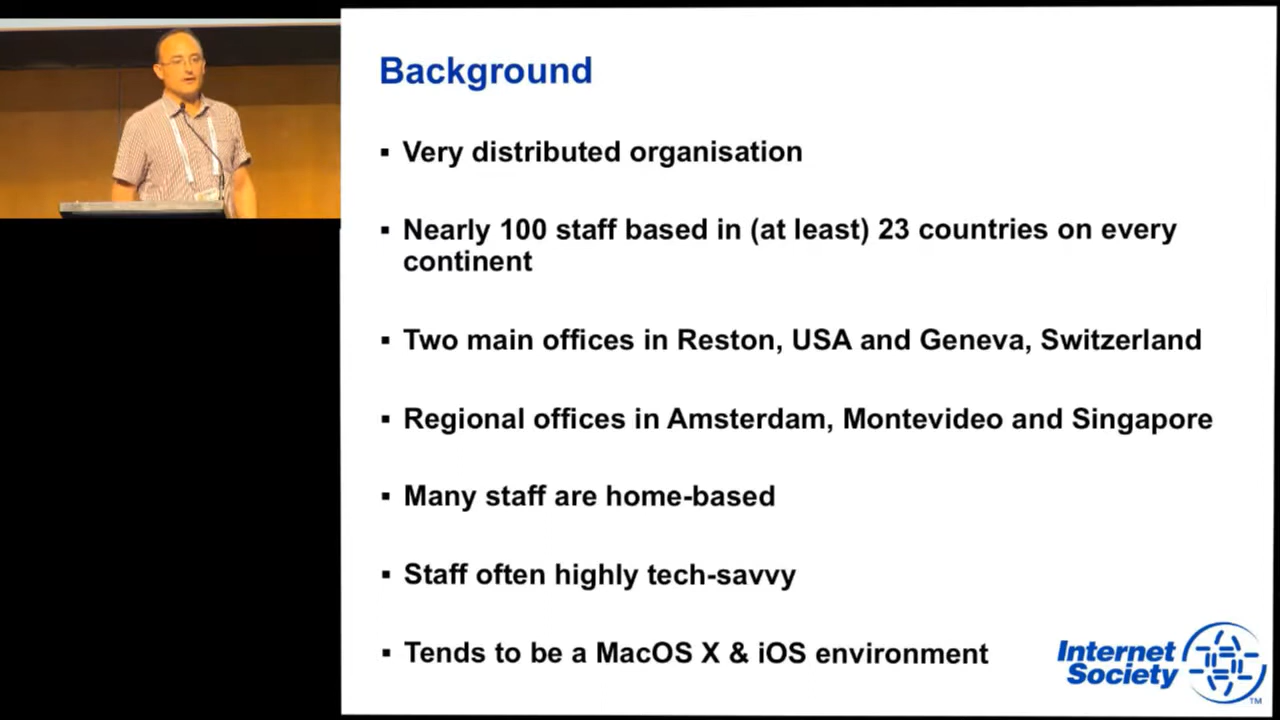 Background
▪ Very distributed organisation
▪ Nearly 100 staff based in (at least) 23 countries on every
continent
▪ Two main offices in Reston, USA and Geneva, Switzerland
▪ Regional offices in Amsterdam, Montevideo and Singapore
▪ Many staff are home-based
▪ Staff often highly tech-savvy
▪ Tends to be a MacOS X & iOS environment
Internet
Society
TM